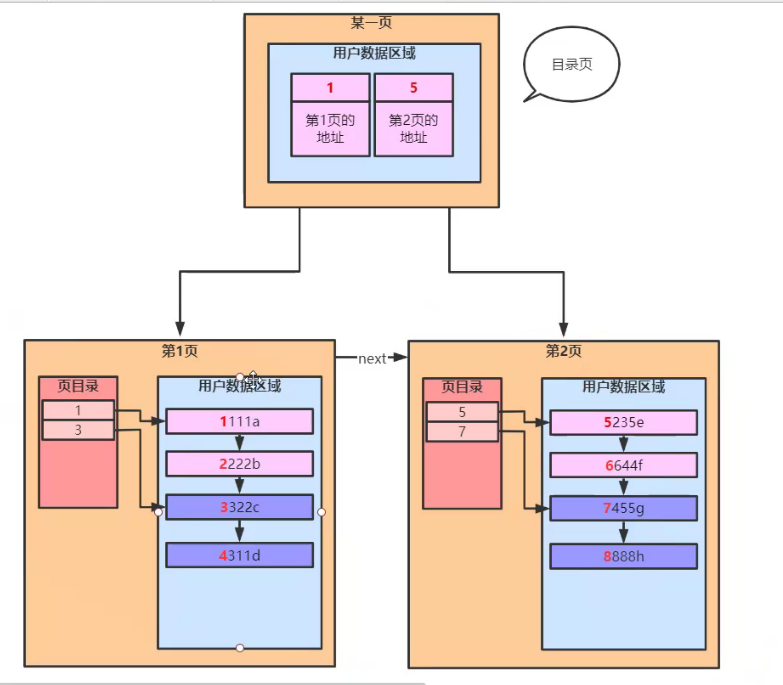 某一页
用户数据区域
1
5
第1页的
地址
第2页的
地址
目录页
第1页
页目录
1
3
用户数据区域
1111a
2222b
3322c
4311d
next
第2页
页目录
5
7
用户数据区域
5235e
6644f
7455g
8888h